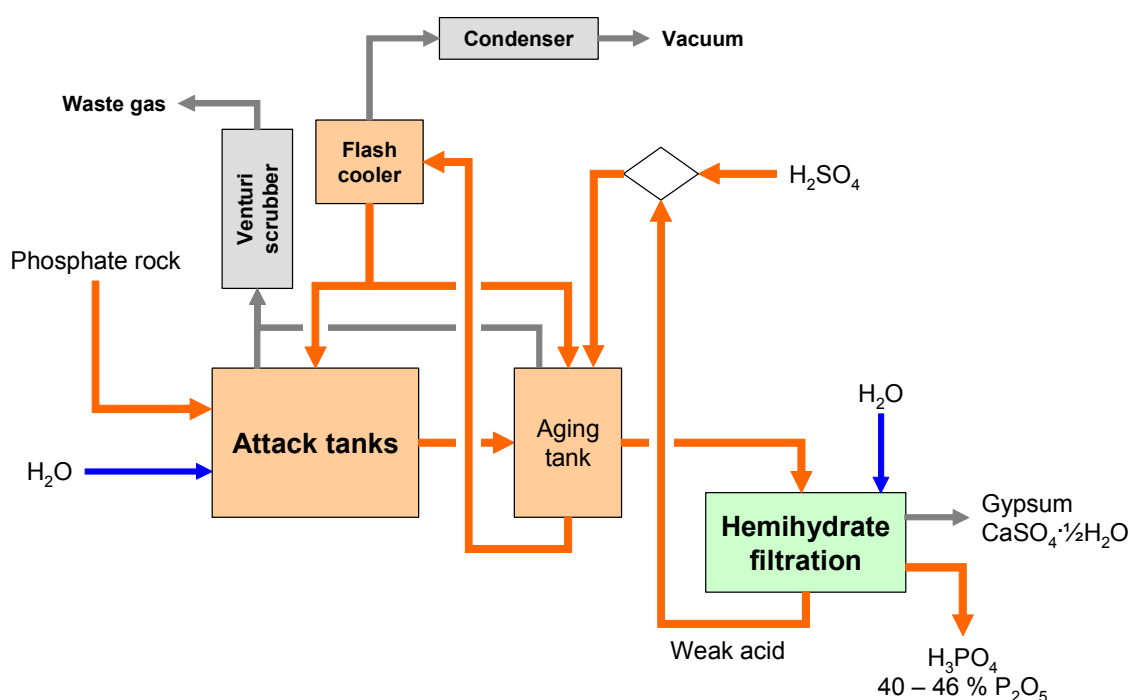 Condenser
Vacuum
Waste gas
Venturi
scrubber
Flash
cooler
H₂SO₄
Phosphate rock
H₂O
Attack tanks
Aging
tank
H₂O
Hemihydrate
filtration
Gypsum
CaSO₄·½H₂O
Weak acid
H₃PO₄
40 – 46 % P₂O₅